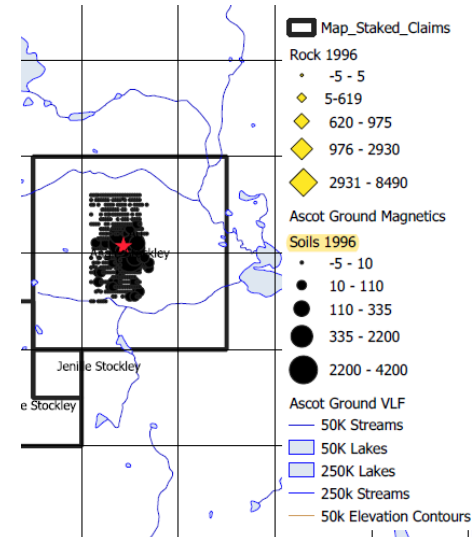 Map_Staked_Claims
Rock 1996
-5 - 5
5-619
620 - 975
976 - 2930
2931 - 8490
Ascot Ground Magnetics
Soils 1996
-5 - 10
10 - 110
110 - 335
335 - 2200
2200 - 4200
Ascot Ground VLF
50K Streams
50K Lakes
250K Lakes
250k Streams
50k Elevation Contours
Jenille Stockley
e Stockley